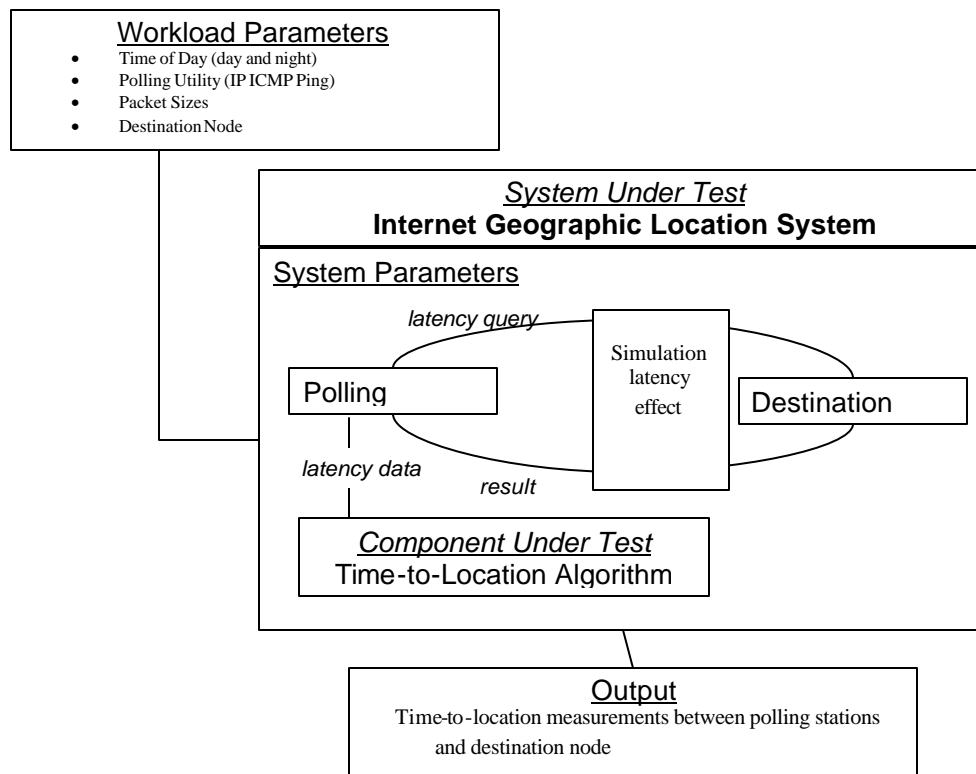 Workload Parameters
• Time of Day (day and night)
• Polling Utility (IP ICMP Ping)
• Packet Sizes
• Destination Node
System Under Test
Internet Geographic Location System
System Parameters
latency query
Simulation
latency
effect
Polling
Destination
latency data
result
Component Under Test
Time-to-Location Algorithm
Output
Time-to-location measurements between polling stations
and destination node